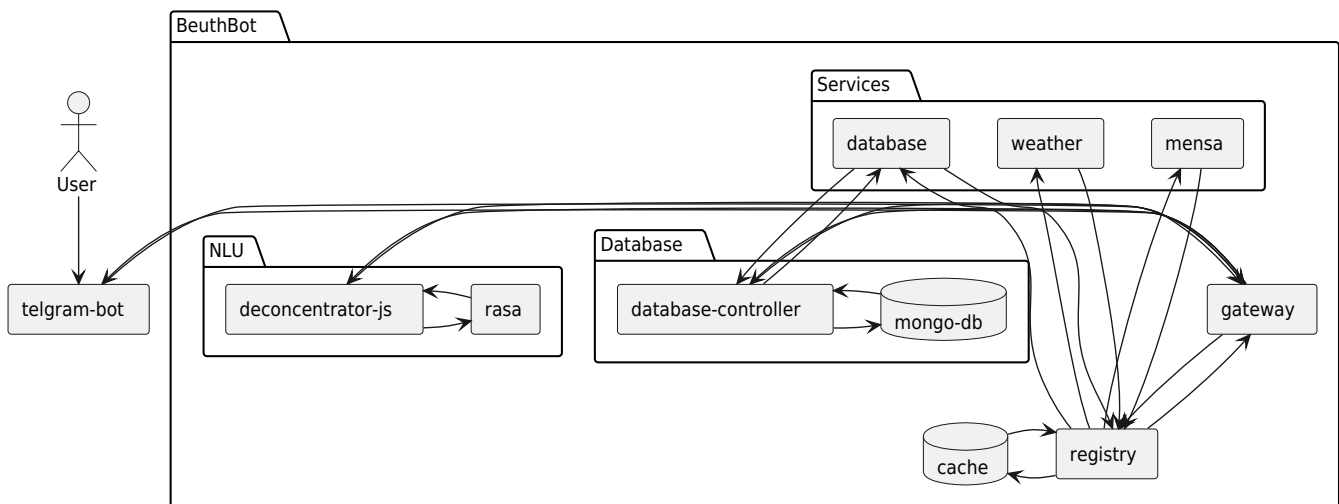 BeuthBot
Services
database
weather
mensa
User
NLU
Database
telgram-bot
deconcentrator-js
rasa
database-controller
mongo-db
gateway
cache
registry